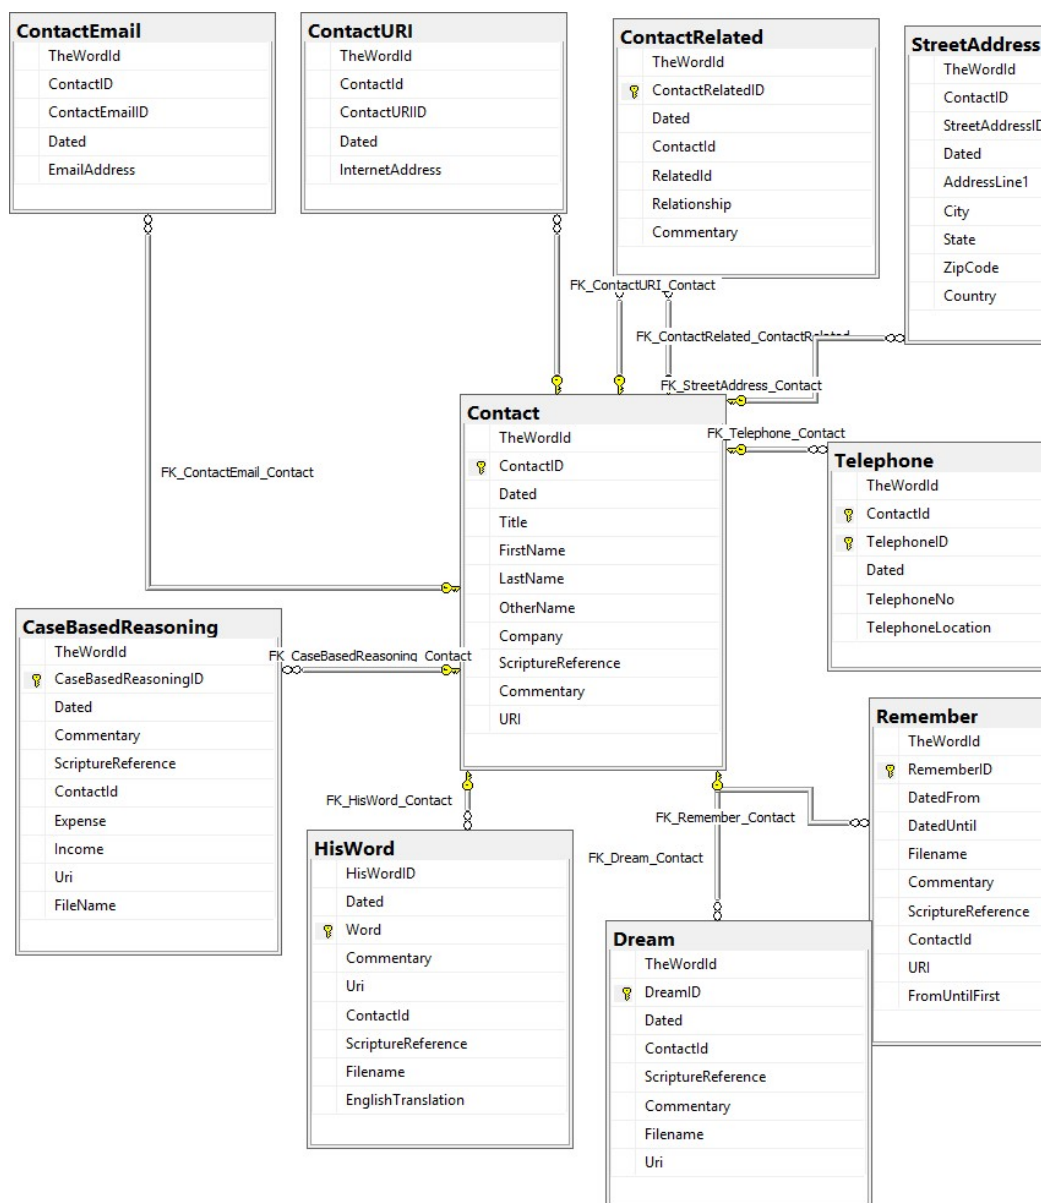 ContactEmail
TheWordId
ContactID
ContactEmailID
Dated
EmailAddress
ContactURI
TheWordId
ContactId
ContactURIID
Dated
InternetAddress
ContactRelated
TheWordId
ContactRelatedID
Dated
ContactId
RelatedId
Relationship
Commentary
StreetAddress
TheWordId
ContactID
StreetAddressID
Dated
AddressLine1
City
State
ZipCode
Country
FK_ContactURI_Contact
FK_ContactRelated_ContactRelated
FK_StreetAddress_Contact
FK_Telephone_Contact
FK_ContactEmail_Contact
Contact
TheWordId
ContactID
Dated
Title
FirstName
LastName
OtherName
Company
ScriptureReference
Commentary
URI
Telephone
TheWordId
ContactId
TelephoneID
Dated
TelephoneNo
TelephoneLocation
CaseBasedReasoning
TheWordId
CaseBasedReasoningID
Dated
Commentary
ScriptureReference
ContactId
Expense
Income
Uri
FileName
FK_CaseBasedReasoning_Contact
FK_HisWord_Contact
FK_Remember_Contact
FK_Dream_Contact
Remember
TheWordId
RememberID
DatedFrom
DatedUntil
Filename
Commentary
ScriptureReference
ContactId
URI
FromUntilFirst
HisWord
HisWordID
Dated
Word
Commentary
Uri
ContactId
ScriptureReference
Filename
EnglishTranslation
Dream
TheWordId
DreamID
Dated
ContactId
ScriptureReference
Commentary
Filename
Uri